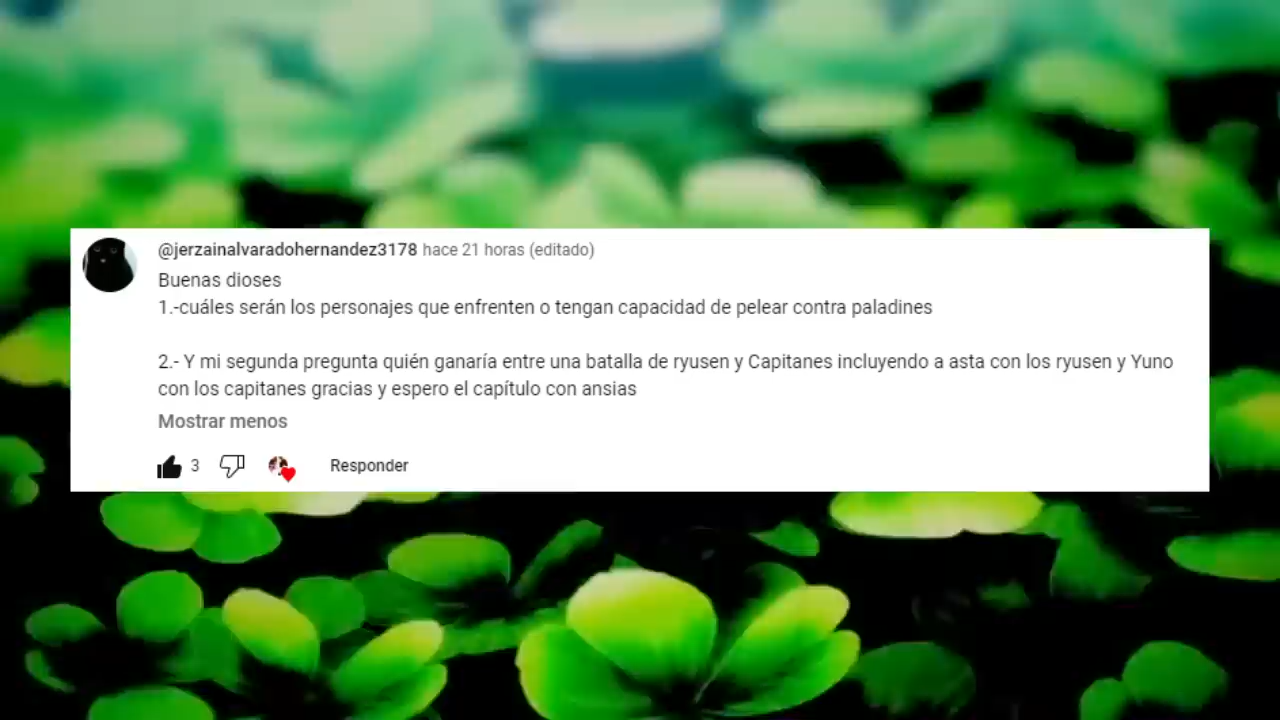 @jerzainalvaradohernandez3178 hace 21 horas (editado)
Buenas dioses
1.-cuáles serán los personajes que enfrenten o tengan capacidad de pelear contra paladines
2.- Y mi segunda pregunta quién ganaría entre una batalla de ryusen y Capitanes incluyendo a asta con los ryusen y Yuno
con los capitanes gracias y espero el capítulo con ansias
Mostrar menos
3 Responder